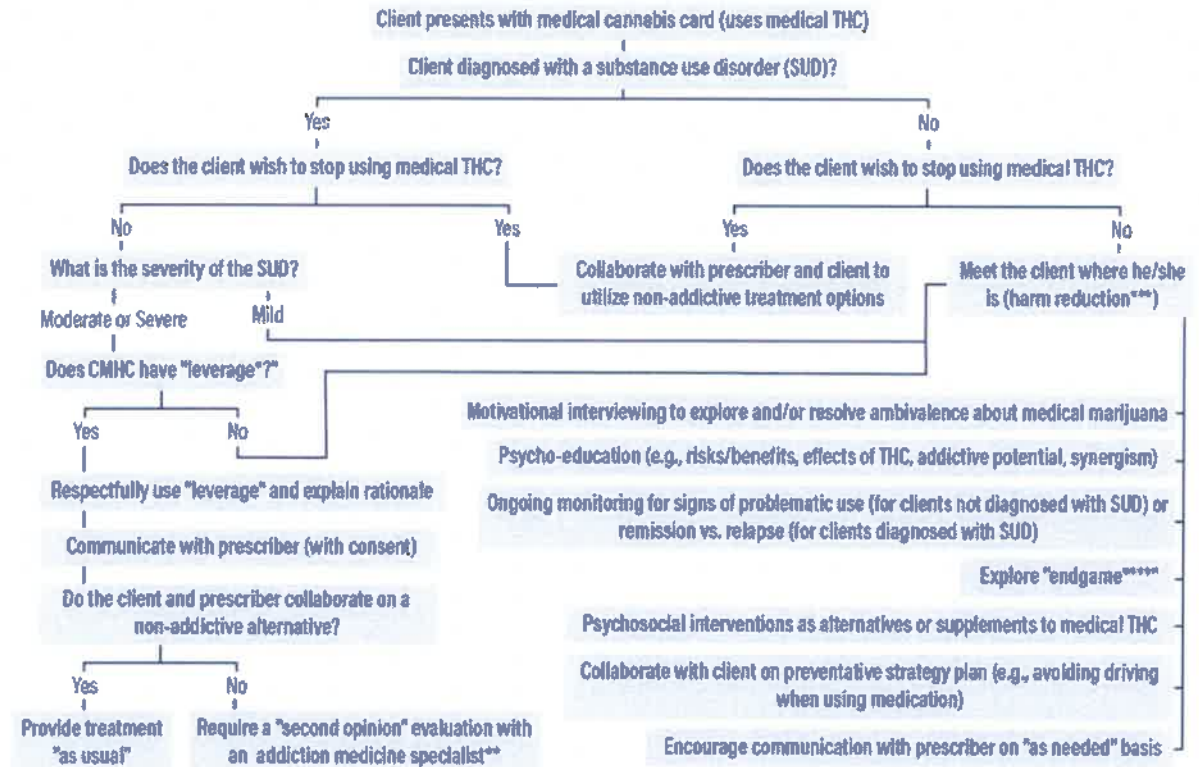 Client presents with medical cannabis card (uses medical THC)
Client diagnosed with a substance use disorder (SUD)?
Yes
No
Does the client wish to stop using medical THC?
Does the client wish to stop using medical THC?
No
Yes
Yes
No
What is the severity of the SUD?
Collaborate with prescriber and client to
utilize non-addictive treatment options
Meet the client where he/she
is (harm reduction***)
Moderate or Severe
Mild
Does CMHC have "leverage*?"
Yes
No
Motivational interviewing to explore and/or resolve ambivalence about medical marijuana
Psycho-education (e.g., risks/benefits, effects of THC, addictive potential, synergism)
Respectfully use "leverage" and explain rationale
Ongoing monitoring for signs of problematic use (for clients not diagnosed with SUD) or
remission vs. relapse (for clients diagnosed with SUD)
Communicate with prescriber (with consent)
Explore "endgame"****"
Do the client and prescriber collaborate on a
non-addictive alternative?
Psychosocial interventions as alternatives or supplements to medical THC
Collaborate with client on preventative strategy plan (e.g., avoiding driving
when using medication)
Yes
No
Provide treatment
"as usual"
Require a "second opinion" evaluation with
an addiction medicine specialist**
Encourage communication with prescriber on "as needed" basis